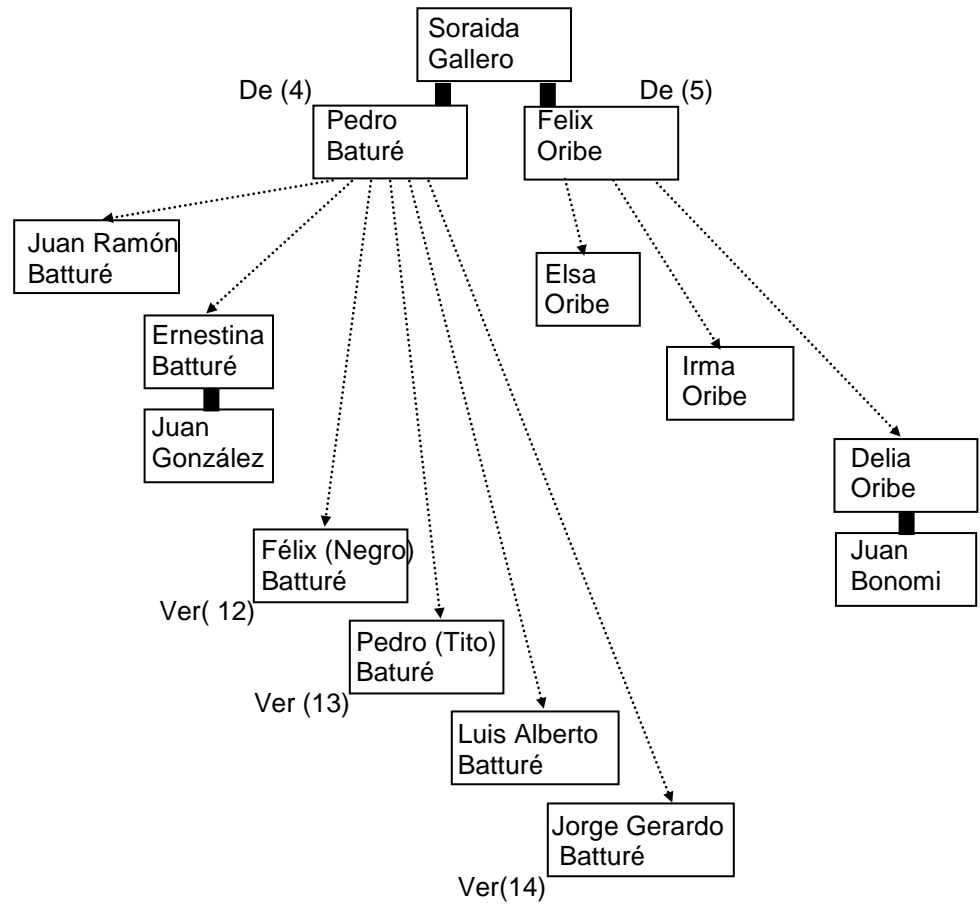 Soraida
Gallero
De (4)
De (5)
Pedro
Baturé
Felix
Oribe
Juan Ramón
Batturé
Elsa
Oribe
Ernestina
Batturé
Irma
Oribe
Juan
González
Delia
Oribe
Félix (Negro)
Batturé
Juan
Bonomi
Ver( 12)
Pedro (Tito)
Baturé
Ver (13)
Luis Alberto
Batturé
Jorge Gerardo
Batturé
Ver(14)